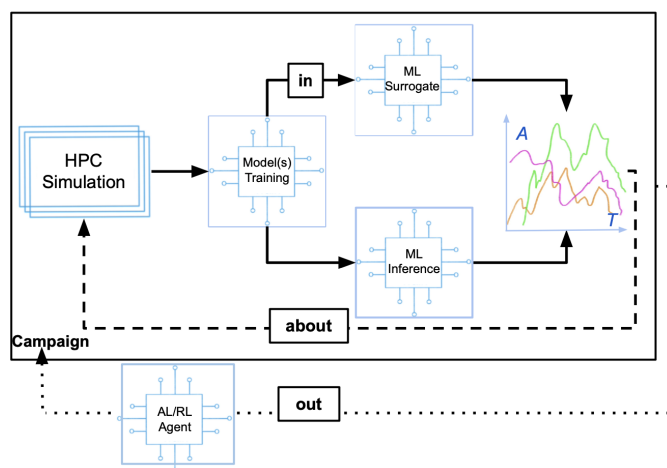 in
ML
Surrogate
HPC
Simulation
Model(s)
Training
A
T
ML
Inference
about
Campaign
AL/RL
Agent
out